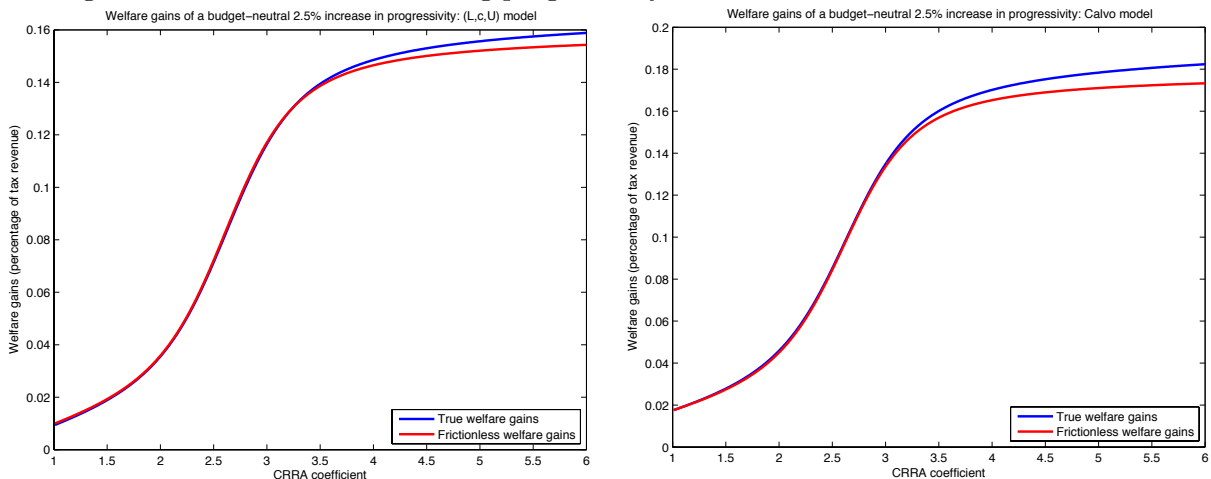 Welfare gains of a budget−neutral 2.5% increase in progressivity: (L,c,U) model
0.16
0.14
0.12
0.1
0.08
0.06
0.04
0.02
0
Welfare gains (percentage of tax revenue)
1 1.5 2 2.5 3 3.5 4 4.5 5 5.5 6
CRRA coefficient
True welfare gains
Frictionless welfare gains
Welfare gains of a budget−neutral 2.5% increase in progressivity: Calvo model
0.2
0.18
0.16
0.14
0.12
0.1
0.08
0.06
0.04
0.02
0
Welfare gains (percentage of tax revenue)
1 1.5 2 2.5 3 3.5 4 4.5 5 5.5 6
CRRA coefficient
True welfare gains
Frictionless welfare gains